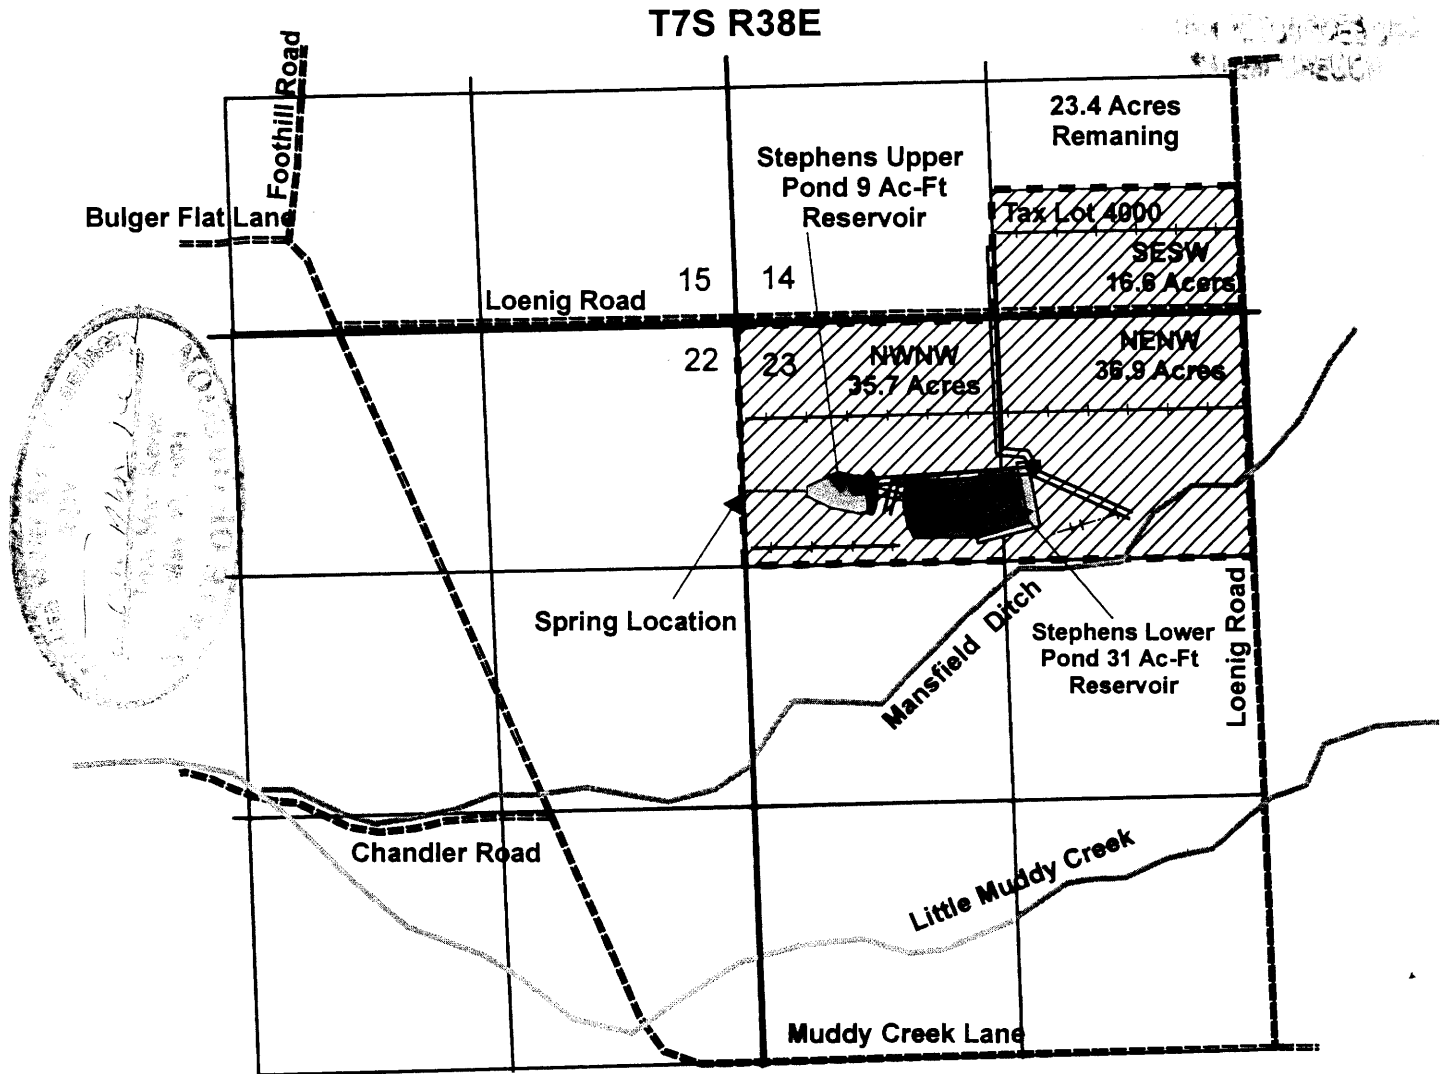 T7S R38E
Foothill Road
23.4 Acres
Remaning
Stephens Upper
Pond 9 Ac-Ft
Reservoir
Bulger Flat Lane
Tax Lot 4000
SESW
16.6 Acers
15
14
Loenig Road
22
23
NWNW
35.7 Acres
NENW
36.9 Acres
Spring Location
Mansfield Ditch
Stephens Lower
Pond 31 Ac-Ft
Reservoir
Loenig Road
Chandler Road
Little Muddy Creek
Muddy Creek Lane